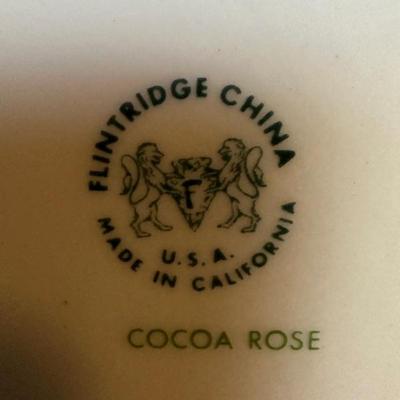 FLINTRIDGE CHINA
F
U.S.A.
MADE IN CALIFORNIA
COCOA ROSE